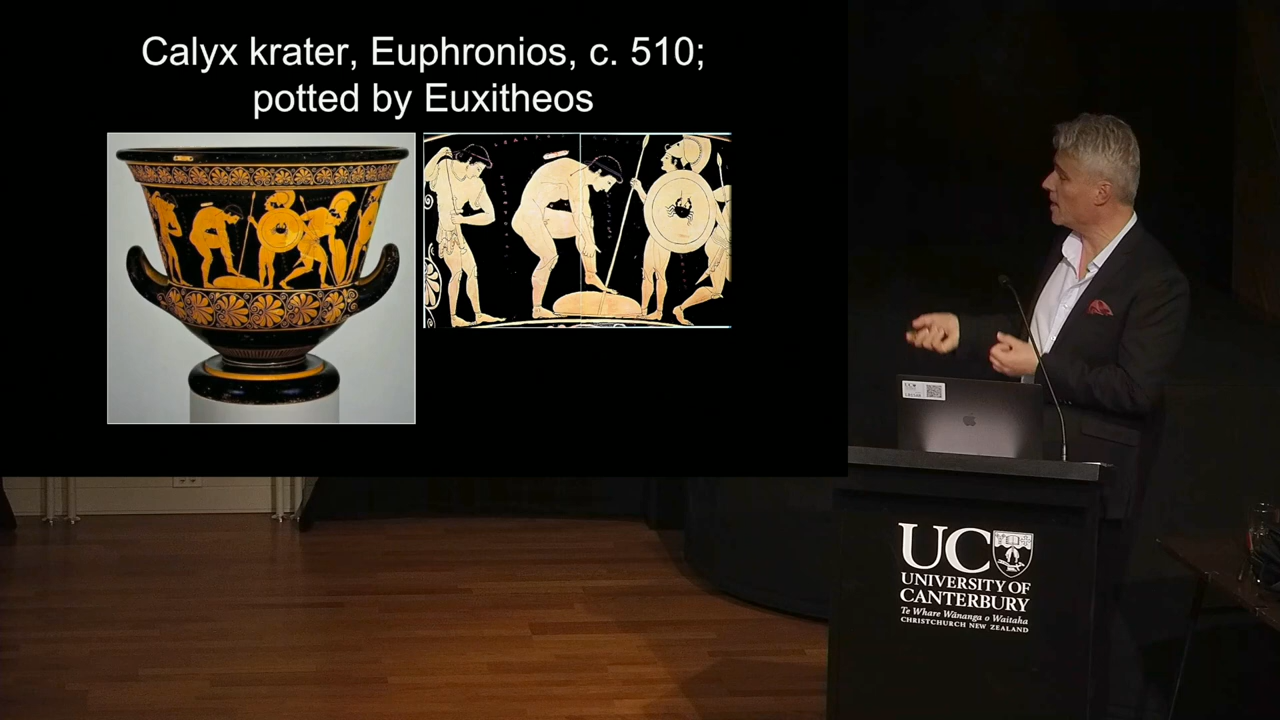 Calyx krater, Euphronios, c. 510;
potted by Euxitheos
UC
UNIVERSITY OF
CANTERBURY
Te Whare Wānanga o Waitaha
CHRISTCHURCH NEW ZEALAND